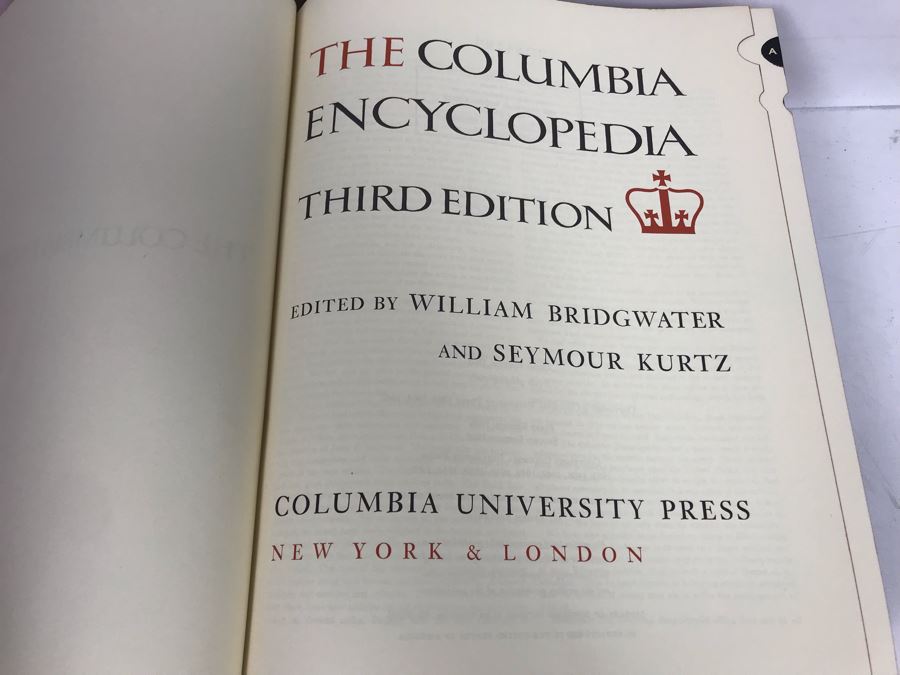 THE COLUMBIA
ENCYCLOPEDIA
THIRD EDITION
EDITED BY WILLIAM BRIDGWATER
AND SEYMOUR KURTZ
COLUMBIA UNIVERSITY PRESS
NEW YORK & LONDON
A